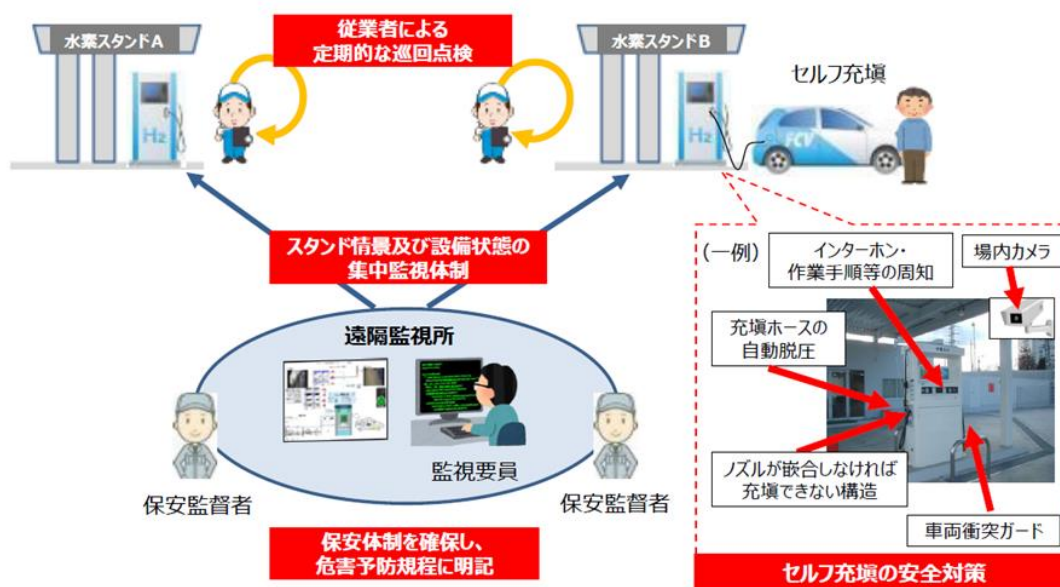 水素スタンドA
従業者による
定期的な巡回点検
水素スタンドB
セルフ充塡
H2
H2
FCV
スタンド情景及び設備状態の
集中監視体制
(一例)
インターホン・
作業手順等の周知
場内カメラ
充塡ホースの
自動脱圧
遠隔監視所
監視要員
保安監督者
保安監督者
ノズルが嵌合しなければ
充塡できない構造
車両衝突ガード
保安体制を確保し、
危害予防規程に明記
セルフ充塡の安全対策